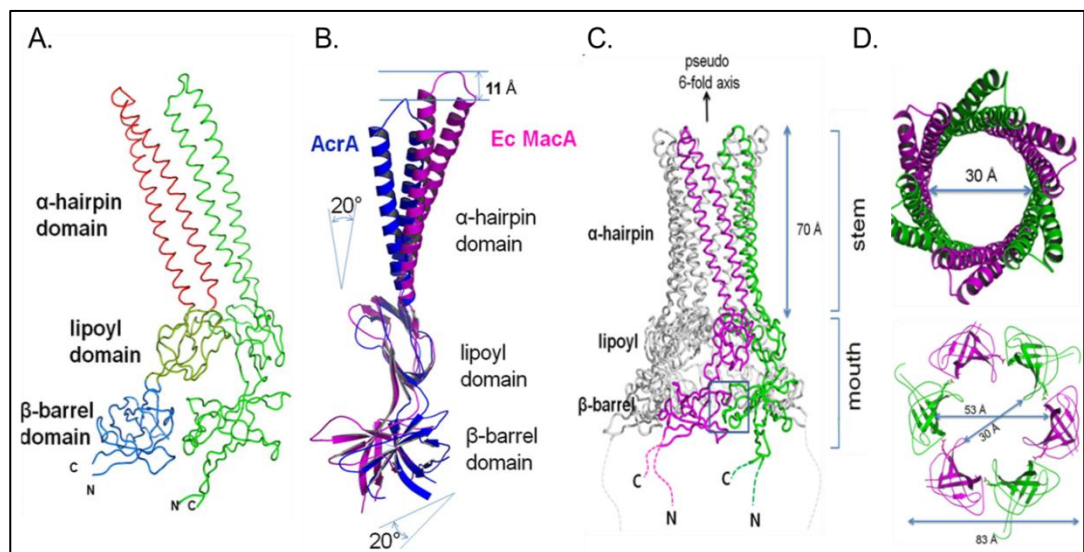 A.
α-hairpin
domain
lipoyl
domain
β-barrel
domain
C
N
N C
B.
11 Å
AcrA
Ec MacA
20°
α-hairpin
domain
lipoyl
domain
β-barrel
domain
20°
C.
pseudo
6-fold axis
α-hairpin
70 Å
stem
lipoyl
β-barrel
mouth
C
N
C
N
D.
30 Å
53 Å
30 Å
83 Å